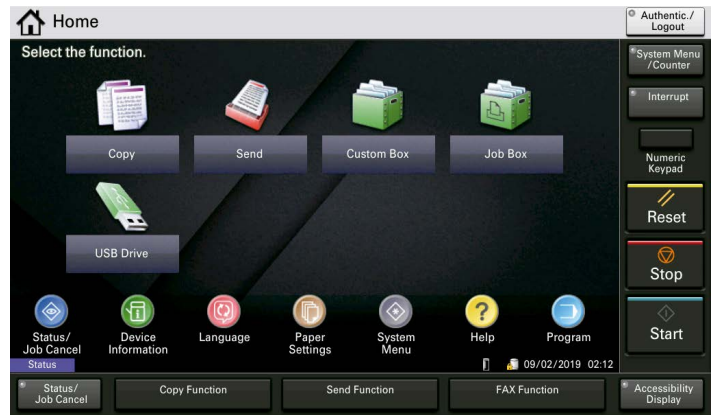 Home
Select the function.
Copy
Send
Custom Box
Job Box
USB Drive
Status/
Job Cancel
Device
Information
Language
Paper
Settings
System
Menu
Help
Program
Status
09/02/2019 02:12
Status/
Job Cancel
Copy Function
Send Function
FAX Function
Authentic./
Logout
System Menu
/Counter
Interrupt
Numeric
Keypad
Reset
Stop
Start
Accessibility
Display